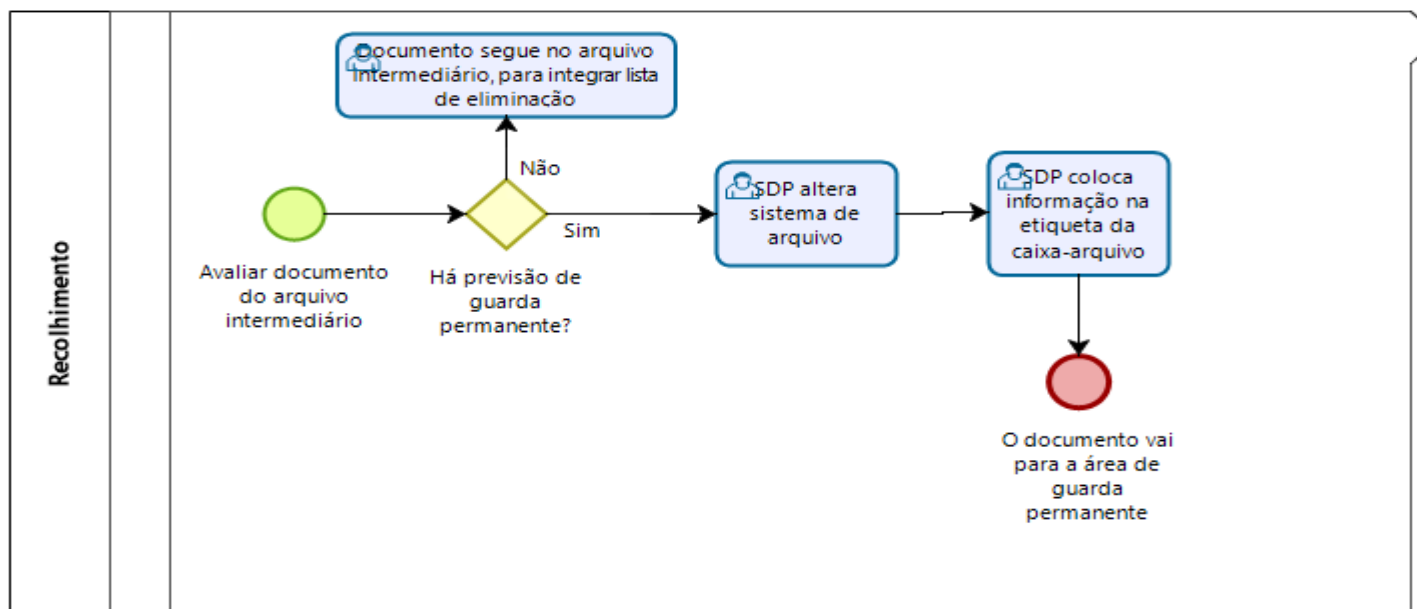 Recolhimento
Documento segue no arquivo
intermediário, para integrar lista
de eliminação
Não
Sim
Avaliar documento
do arquivo
intermediário
Há previsão de
guarda
permanente?
SDP altera
sistema de
arquivo
SDP coloca
informação na
etiqueta da
caixa-arquivo
O documento vai
para a área de
guarda
permanente